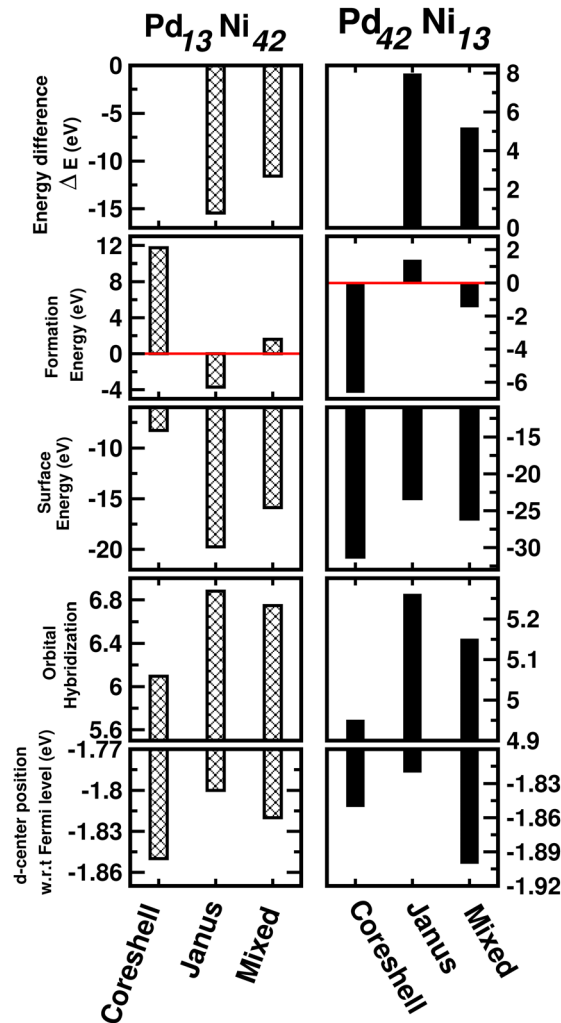 Pd13 Ni42
Pd42 Ni13
Energy difference
Δ E (eV)
0
-5
-10
-15
8
6
4
2
0
Formation
Energy (eV)
12
8
4
0
-4
2
0
-2
-4
-6
Surface
Energy (eV)
-10
-15
-20
-15
-20
-25
-30
Orbital
Hybridization
6.8
6.4
6
5.6
5.2
5.1
5
4.9
d-center position
w.r.t Fermi level (eV)
-1.77
-1.8
-1.83
-1.86
-1.83
-1.86
-1.89
-1.92
Coreshell
Janus
Mixed
Coreshell
Janus
Mixed